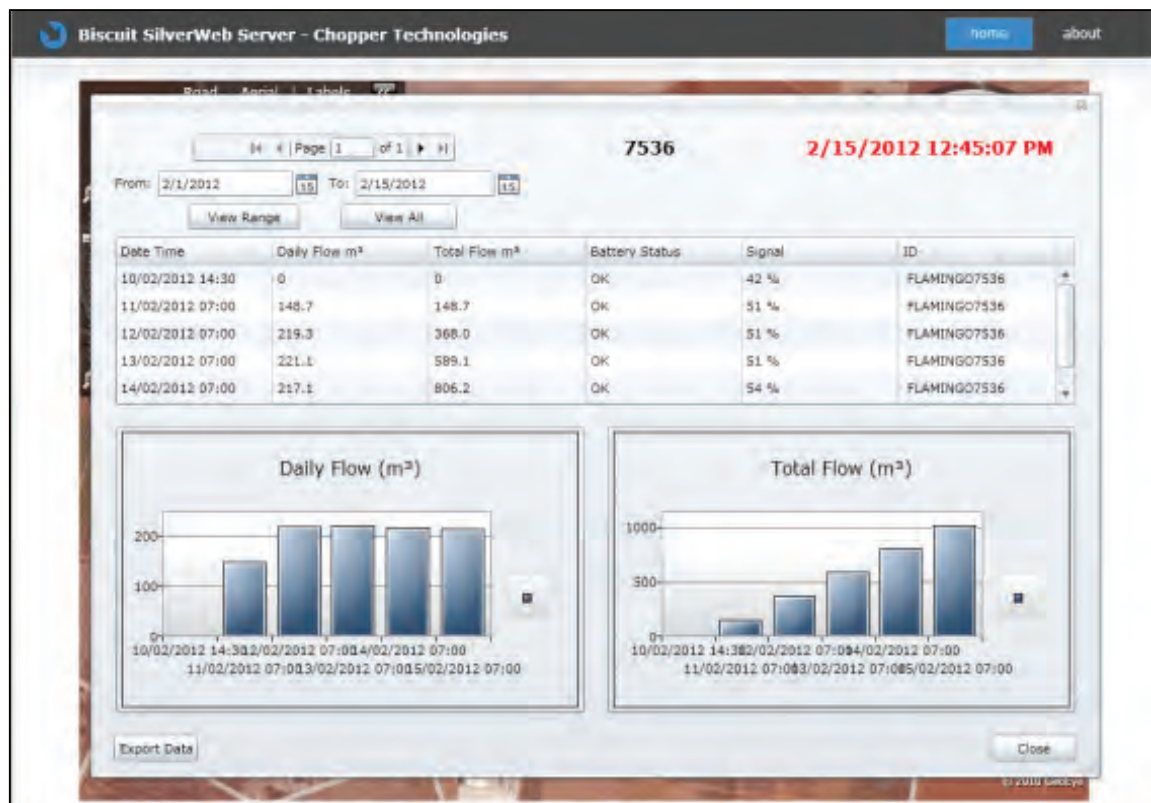 Biscuit SilverWeb Server - Chopper Technologies
home
about
Road Aerial | Labels
Page 1 of 1
7536
2/15/2012 12:45:07 PM
From: 2/1/2012 15 To: 2/15/2012 15
View Range
View All
Date Time Daily Flow m³ Total Flow m³ Battery Status Signal ID
10/02/2012 14:30 0 0 OK 42 % FLAMINGO7536
11/02/2012 07:00 148.7 148.7 OK 51 % FLAMINGO7536
12/02/2012 07:00 219.3 368.0 OK 51 % FLAMINGO7536
13/02/2012 07:00 221.1 589.1 OK 51 % FLAMINGO7536
14/02/2012 07:00 217.1 806.2 OK 54 % FLAMINGO7536
Daily Flow (m³)
200
100
0
10/02/2012 14:30 12/02/2012 07:00 14/02/2012 07:00
11/02/2012 07:00 13/02/2012 07:00 15/02/2012 07:00
Total Flow (m³)
1000
500
0
10/02/2012 14:30 12/02/2012 07:00 14/02/2012 07:00
11/02/2012 07:00 13/02/2012 07:00 15/02/2012 07:00
Export Data
Close
© 2010 GeoEye